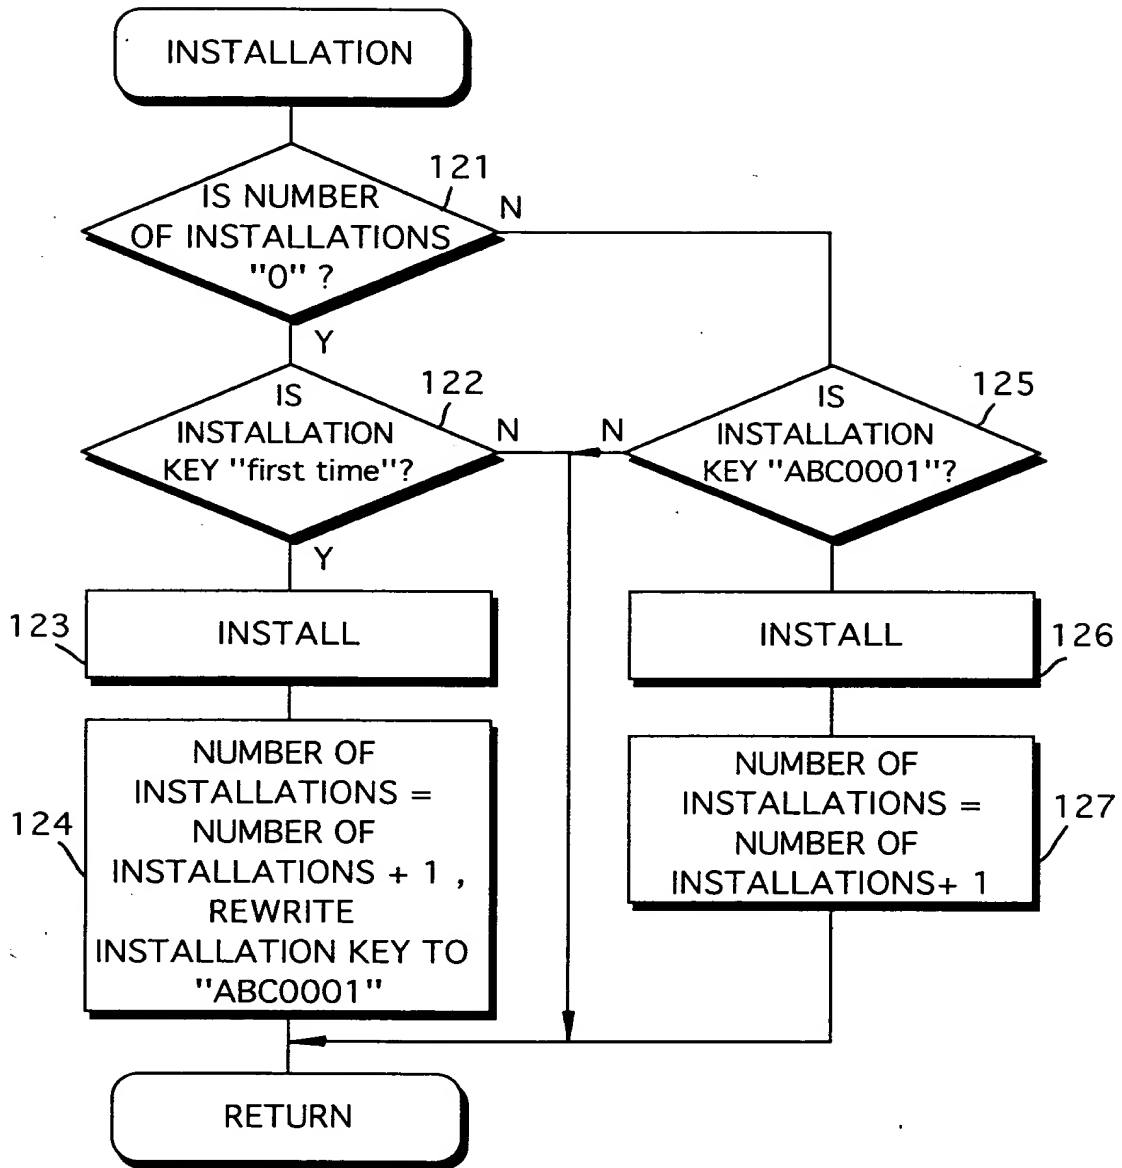 INSTALLATION
121
IS NUMBER
OF INSTALLATIONS
"0" ?
N
Y
122
IS
INSTALLATION
KEY "first time"?
N
Y
125
IS
INSTALLATION
KEY "ABC0001"?
N
123
INSTALL
INSTALL
126
124
NUMBER OF
INSTALLATIONS =
NUMBER OF
INSTALLATIONS + 1 ,
REWRITE
INSTALLATION KEY TO
"ABC0001"
NUMBER OF
INSTALLATIONS =
NUMBER OF
INSTALLATIONS+ 1
127
RETURN